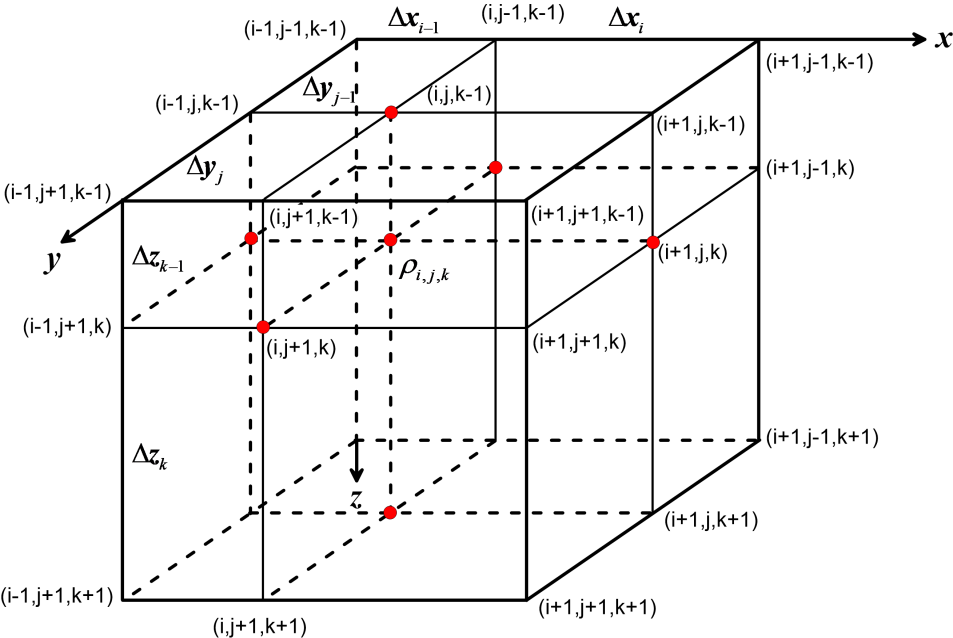 (i-1,j-1,k-1)
Δx_{i−1}
(i,j-1,k-1)
Δx_i
x
(i+1,j-1,k-1)
(i-1,j,k-1)
Δy_{j−1}
(i,j,k-1)
(i+1,j,k-1)
Δy_j
(i+1,j-1,k)
(i-1,j+1,k-1)
(i,j+1,k-1)
(i+1,j+1,k-1)
y
Δz_{k−1}
ρ_{i,j,k}
(i+1,j,k)
(i-1,j+1,k)
(i,j+1,k)
(i+1,j+1,k)
Δz_k
(i+1,j-1,k+1)
z
(i+1,j,k+1)
(i-1,j+1,k+1)
(i,j+1,k+1)
(i+1,j+1,k+1)